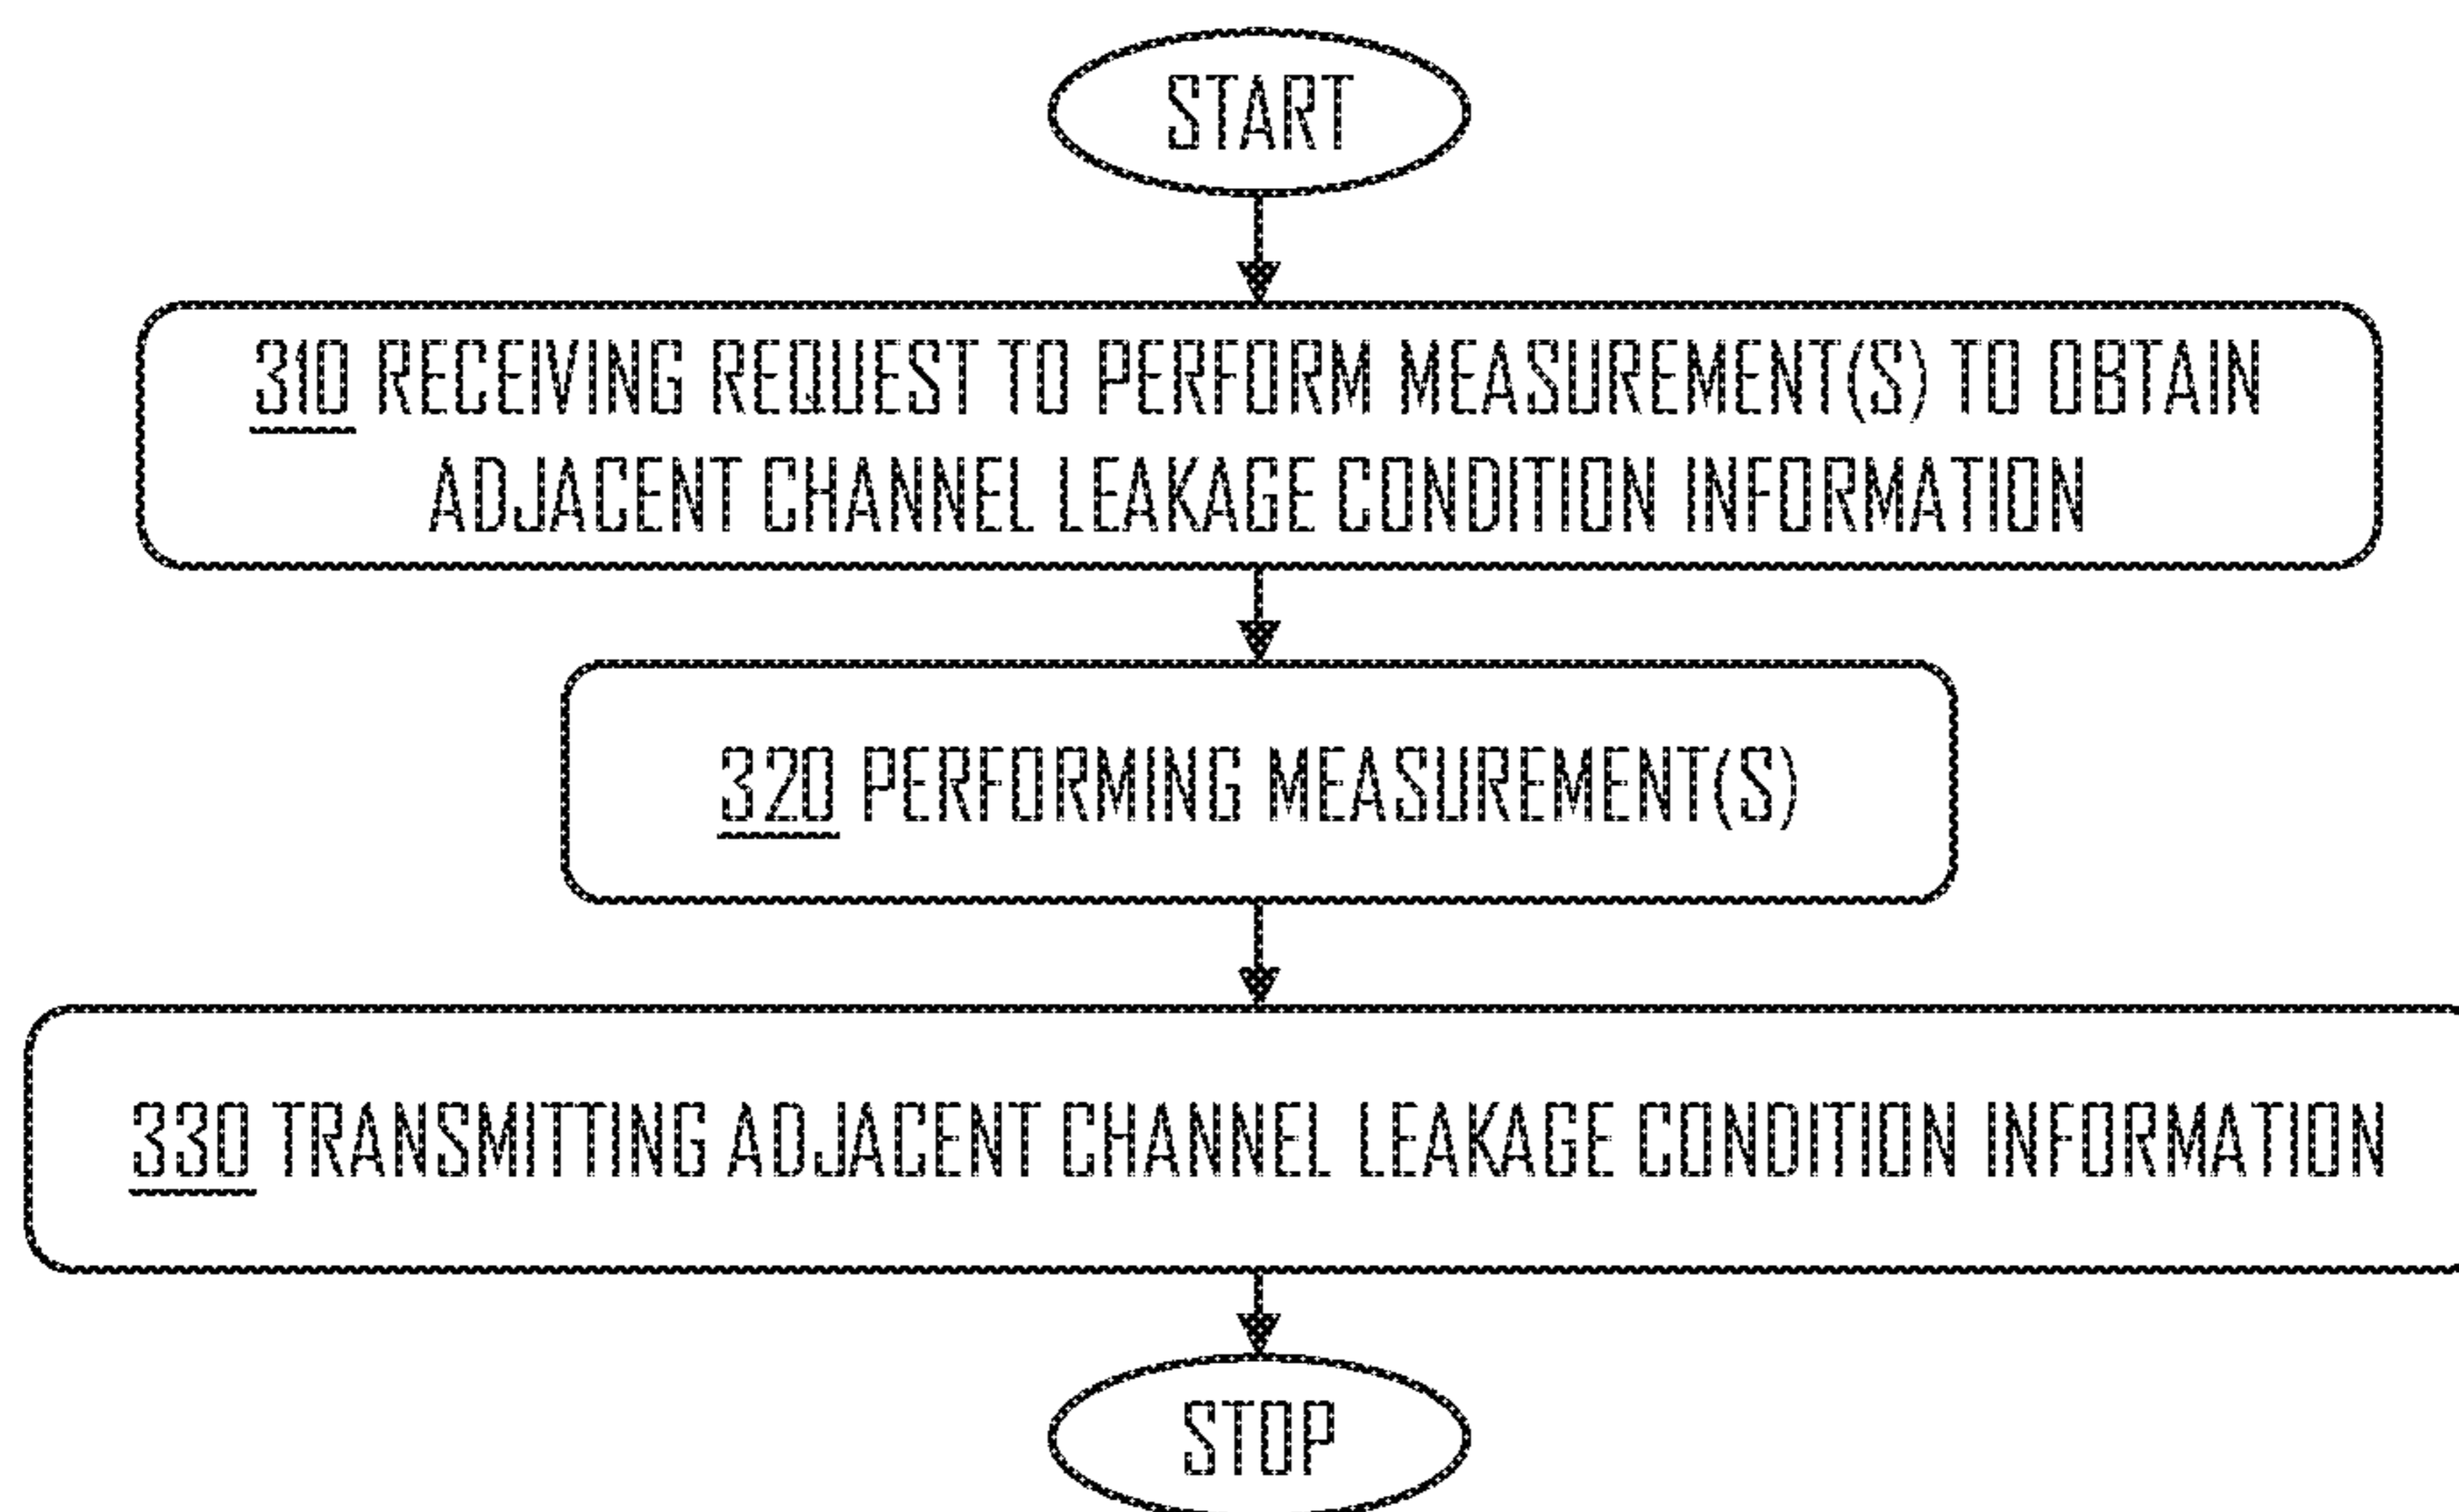 START
310 RECEIVING REQUEST TO PERFORM MEASUREMENT(S) TO OBTAIN
ADJACENT CHANNEL LEAKAGE CONDITION INFORMATION
320 PERFORMING MEASUREMENT(S)
330 TRANSMITTING ADJACENT CHANNEL LEAKAGE CONDITION INFORMATION
STOP